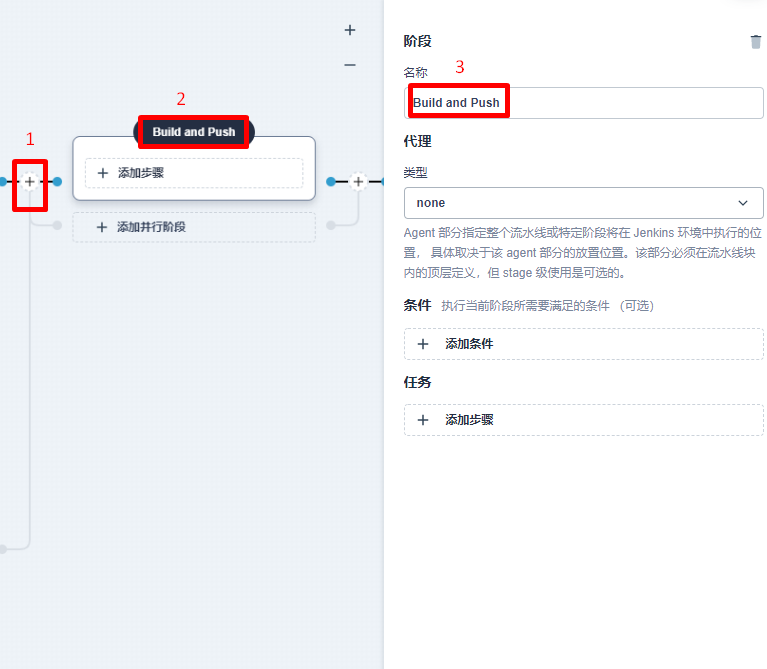 1
2
Build and Push
添加步骤
添加并行阶段
阶段
名称
3
Build and Push
代理
类型
none
Agent 部分指定整个流水线或特定阶段将在 Jenkins 环境中执行的位
置， 具体取决于该 agent 部分的放置位置。该部分必须在流水线块
内的顶层定义，但 stage 级使用是可选的。
条件 执行当前阶段所需要满足的条件 （可选）
添加条件
任务
添加步骤